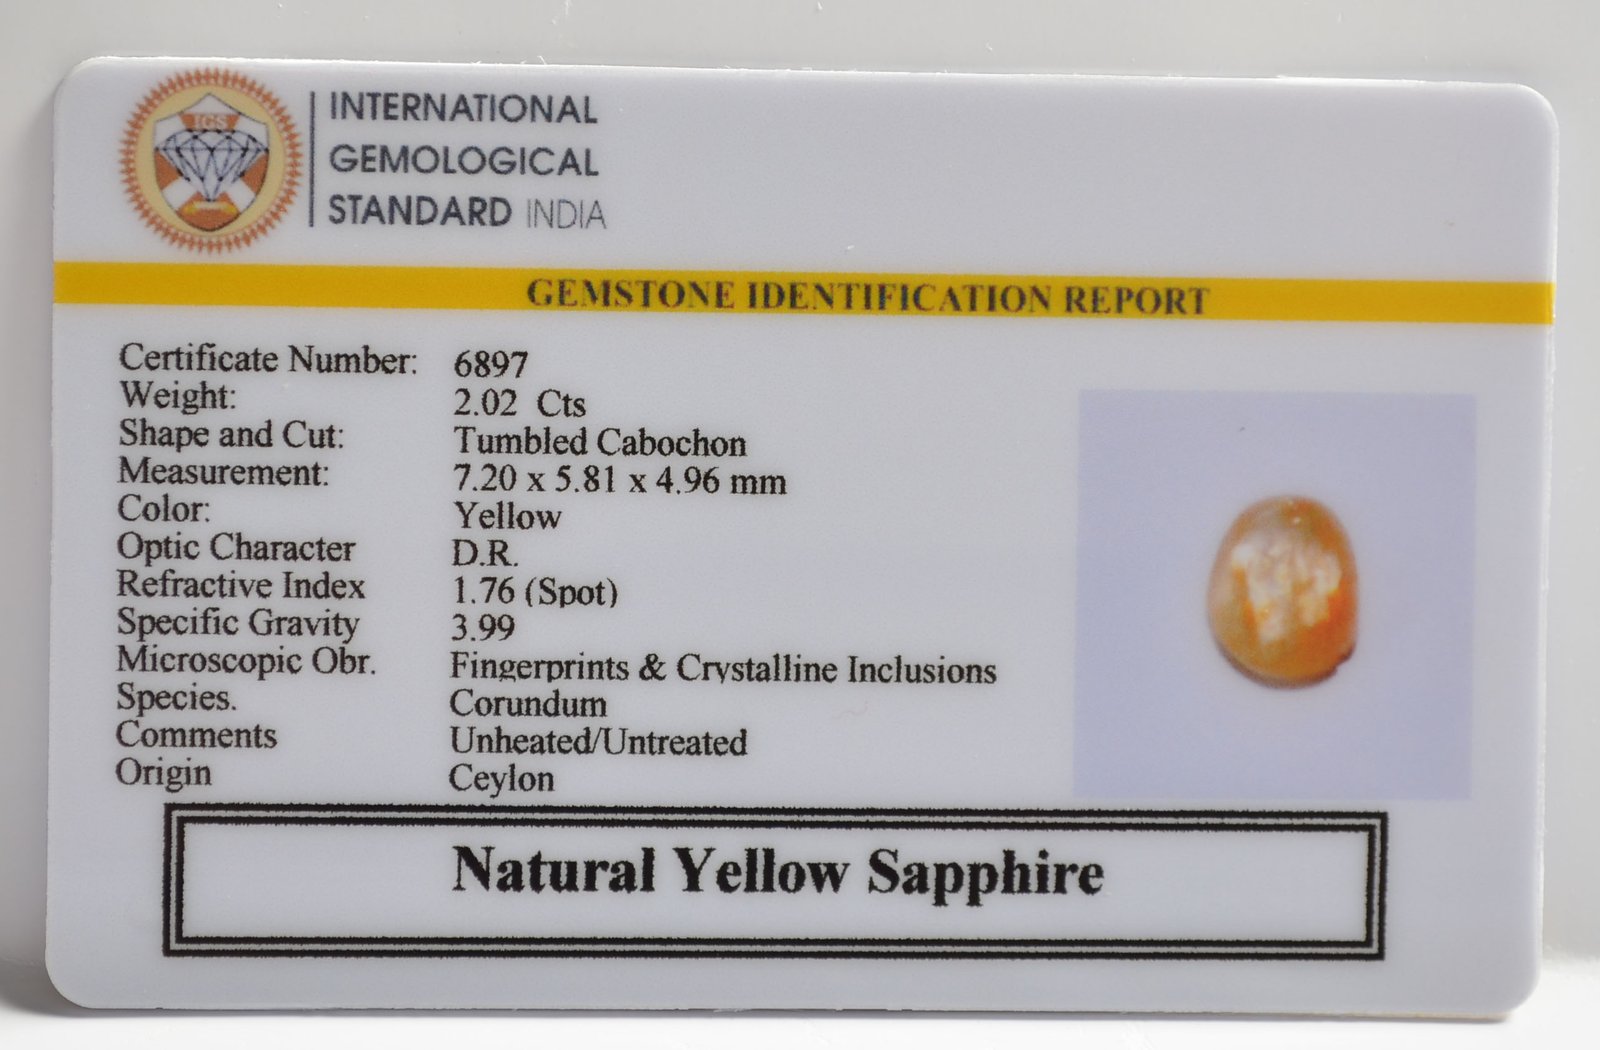 IGS
INTERNATIONAL
GEMOLOGICAL
STANDARD INDIA
GEMSTONE IDENTIFICATION REPORT
Certificate Number: 6897
Weight: 2.02 Cts
Shape and Cut: Tumbled Cabochon
Measurement: 7.20 x 5.81 x 4.96 mm
Color: Yellow
Optic Character D.R.
Refractive Index 1.76 (Spot)
Specific Gravity 3.99
Microscopic Obr. Fingerprints & Crystalline Inclusions
Species. Corundum
Comments Unheated/Untreated
Origin Ceylon
Natural Yellow Sapphire